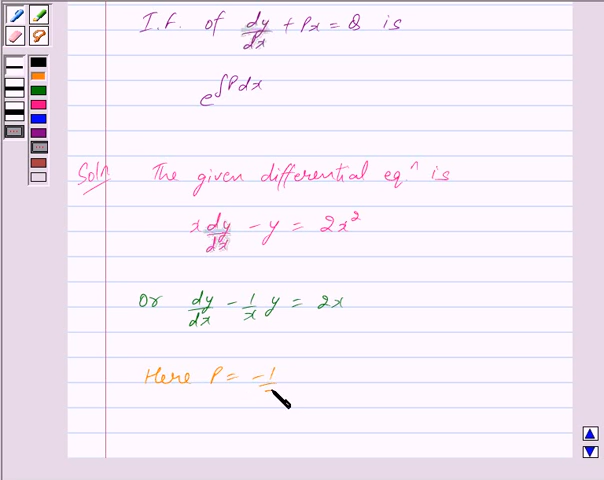 I.F. of dy/dx + Px = Q is
e^∫Pdx
Soln The given differential eqn is
x dy/dx - y = 2x²
Or dy/dx - 1/x y = 2x
Here P = -1/